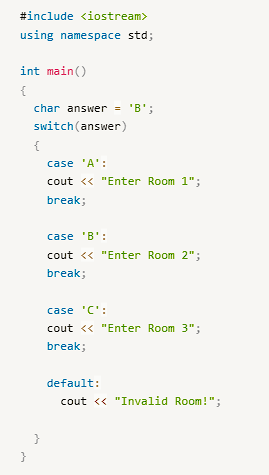 #include <iostream>
using namespace std;
int main()
{
char answer = 'B';
switch(answer)
{
case 'A':
cout << "Enter Room 1";
break;
case 'B':
cout << "Enter Room 2";
break;
case 'C':
cout << "Enter Room 3";
break;
default:
cout << "Invalid Room!";
}
}